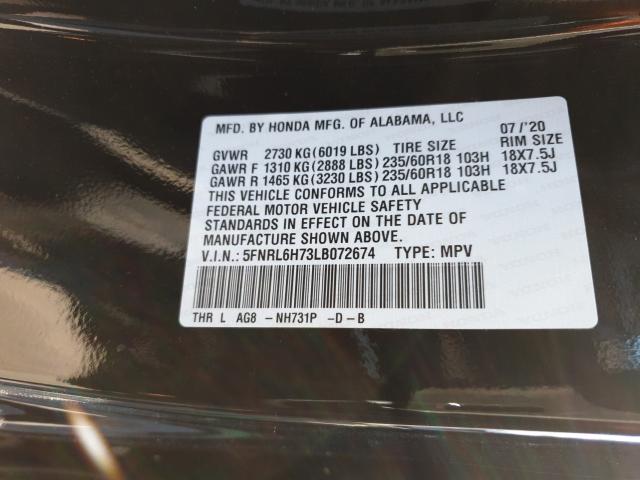 MFD. BY HONDA MFG. OF ALABAMA, LLC 07/'20
GVWR 2730 KG(6019 LBS) TIRE SIZE RIM SIZE
GAWR F 1310 KG(2888 LBS)235/60R18 103H 18X7.5J
GAWR R 1465 KG(3230 LBS)235/60R18 103H 18X7.5J
THIS VEHICLE CONFORMS TO ALL APPLICABLE
FEDERAL MOTOR VEHICLE SAFETY
STANDARDS IN EFFECT ON THE DATE OF
MANUFACTURE SHOWN ABOVE.
V.I.N.:5FNRL6H73LB072674 TYPE: MPV
THR L AG8 -NH731P -D-B